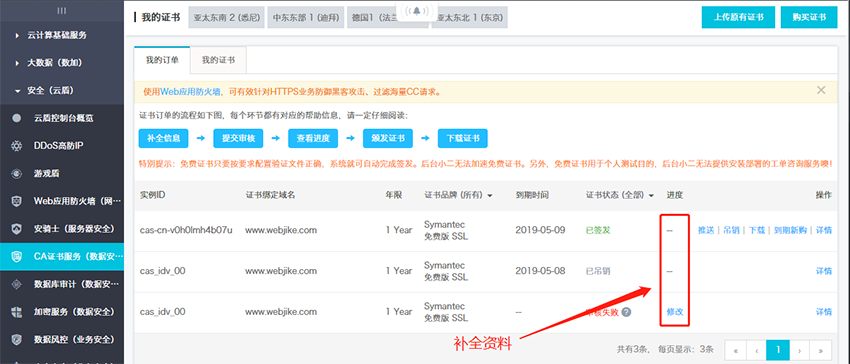 我的证书 亚太东南 2 (悉尼) 中东东部 1 (迪拜) 德国1 (法兰 亚太东北 1 (东京) 上传原有证书 购买证书
云计算基础服务
大数据 (数加)
安全 (云盾)
云盾控制台概览
DDoS高防IP
游戏盾
Web应用防火墙 (网…
安骑士 (服务器安全)
CA证书服务 (数据安…
数据库审计 (数据安…
加密服务 (数据安全)
数据风控 (业务安全)
我的订单 我的证书
使用Web应用防火墙, 可有效针对HTTPS业务防御黑客攻击、过滤海量CC请求。
证书订单的流程如下图, 每个环节都有对应的帮助信息, 请一定仔细阅读:
补全信息 提交审核 查看进度 颁发证书 下载证书
特别提示: 免费证书只要按要求配置验证文件正确, 系统就可自动完成签发。后台小二无法加速免费证书。另外、免费证书用于个人测试目的, 后台小二无法提供安装部署的工单咨询服务噢!
实例ID 证书绑定域名 年限 证书品牌 (所有) 到期时间 证书状态 (全部) 进度 操作
cas-cn-v0h0lmh4b07u www.webjike.com 1 Year Symantec 免费版 SSL 2019-05-09 已签发 -- 推送 | 吊销 | 下载 | 到期新购 | 详情
cas_idv_00 www.webjike.com 1 Year Symantec 免费版 SSL 2019-05-08 已吊销 -- 详情
cas_idv_00 www.webjike.com 1 Year Symantec 免费版 SSL -- 审核失败 ? 修改 详情
补全资料
共有3条, 每页显示: 3条 « ‹ 1 › »